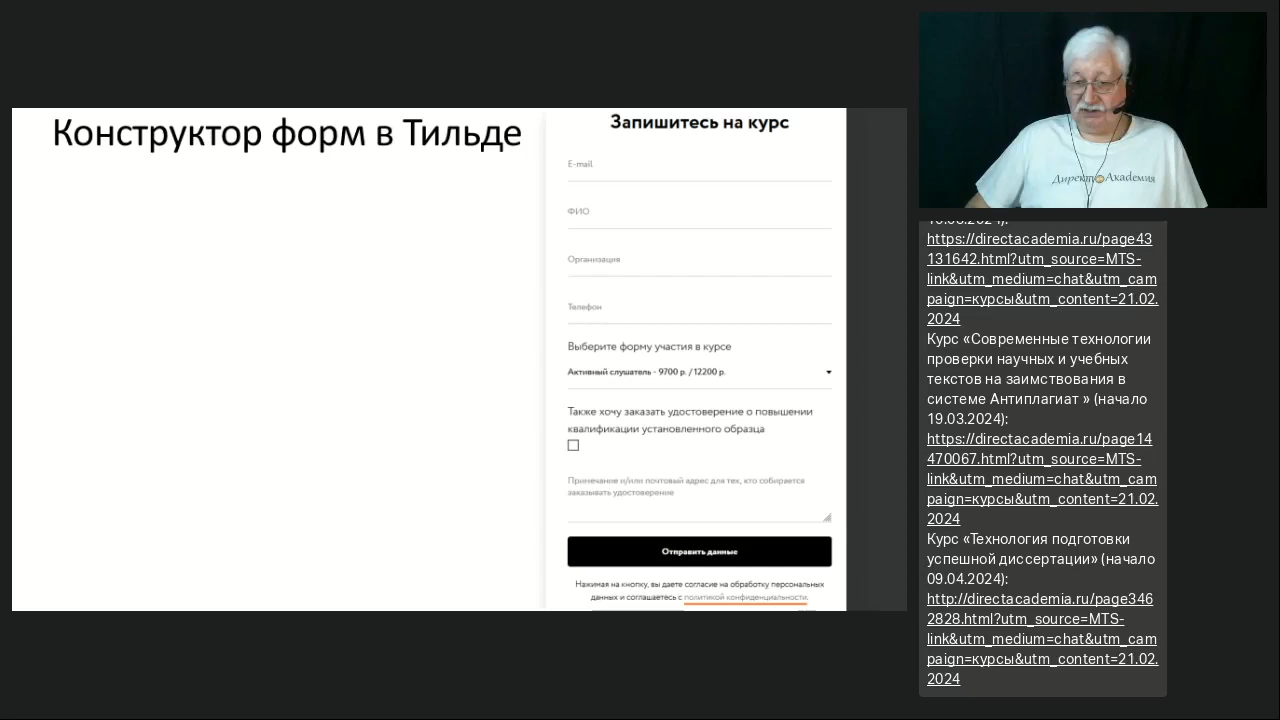 Конструктор форм в Тильде
Запишитесь на курс
E-mail
ФИО
Организация
Телефон
Выберите форму участия в курсе
Активный слушатель - 9700 р. / 12200 р.
Также хочу заказать удостоверение о повышении
квалификации установленного образца
Примечание и/или почтовый адрес для тех, кто собирается
заказывать удостоверение
Отправить данные
Нажимая на кнопку, вы даете согласие на обработку персональных
данных и соглашаетесь с политикой конфиденциальности.
Директ Академия
https://directacademia.ru/page43
131642.html?utm_source=MTS-
link&utm_medium=chat&utm_cam
paign=курсы&utm_content=21.02.
2024
Курс «Современные технологии
проверки научных и учебных
текстов на заимствования в
системе Антиплагиат » (начало
19.03.2024):
https://directacademia.ru/page14
470067.html?utm_source=MTS-
link&utm_medium=chat&utm_cam
paign=курсы&utm_content=21.02.
2024
Курс «Технология подготовки
успешной диссертации» (начало
09.04.2024):
http://directacademia.ru/page346
2828.html?utm_source=MTS-
link&utm_medium=chat&utm_cam
paign=курсы&utm_content=21.02.
2024